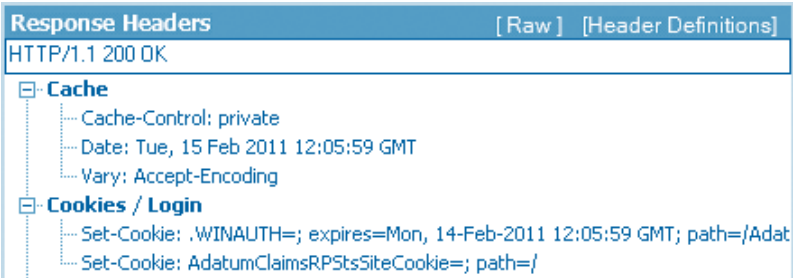 Response Headers [ Raw ] [Header Definitions]
HTTP/1.1 200 OK
Cache
Cache-Control: private
Date: Tue, 15 Feb 2011 12:05:59 GMT
Vary: Accept-Encoding
Cookies / Login
Set-Cookie: .WINAUTH=; expires=Mon, 14-Feb-2011 12:05:59 GMT; path=/Adat
Set-Cookie: AdatumClaimsRPStsSiteCookie=; path=/